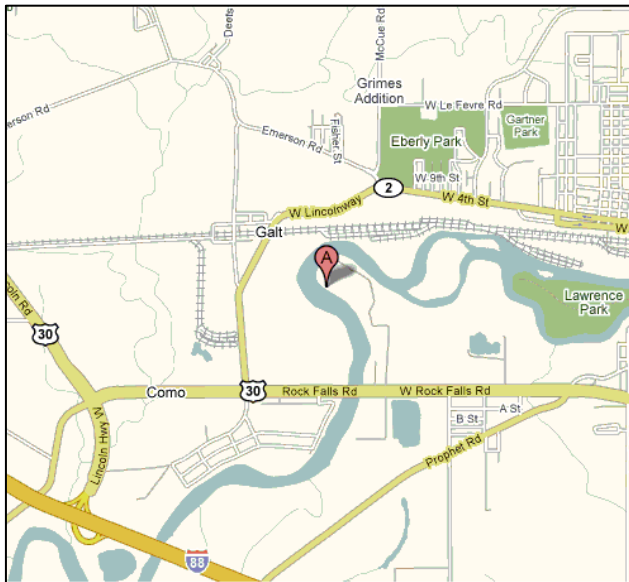 Deets
McCue Rd
Grimes
Addition
W Le Fevre Rd
Gartner
Park
erson Rd
Fisher St
Emerson Rd
Eberly Park
W 9th St
2
W 4th St
W Lincolnway
W
Galt
A
Lawrence
Park
coln Rd
30
Como
30
Rock Falls Rd
W Rock Falls Rd
A St
B St
N Lincoln Hwy
Prophet Rd
88